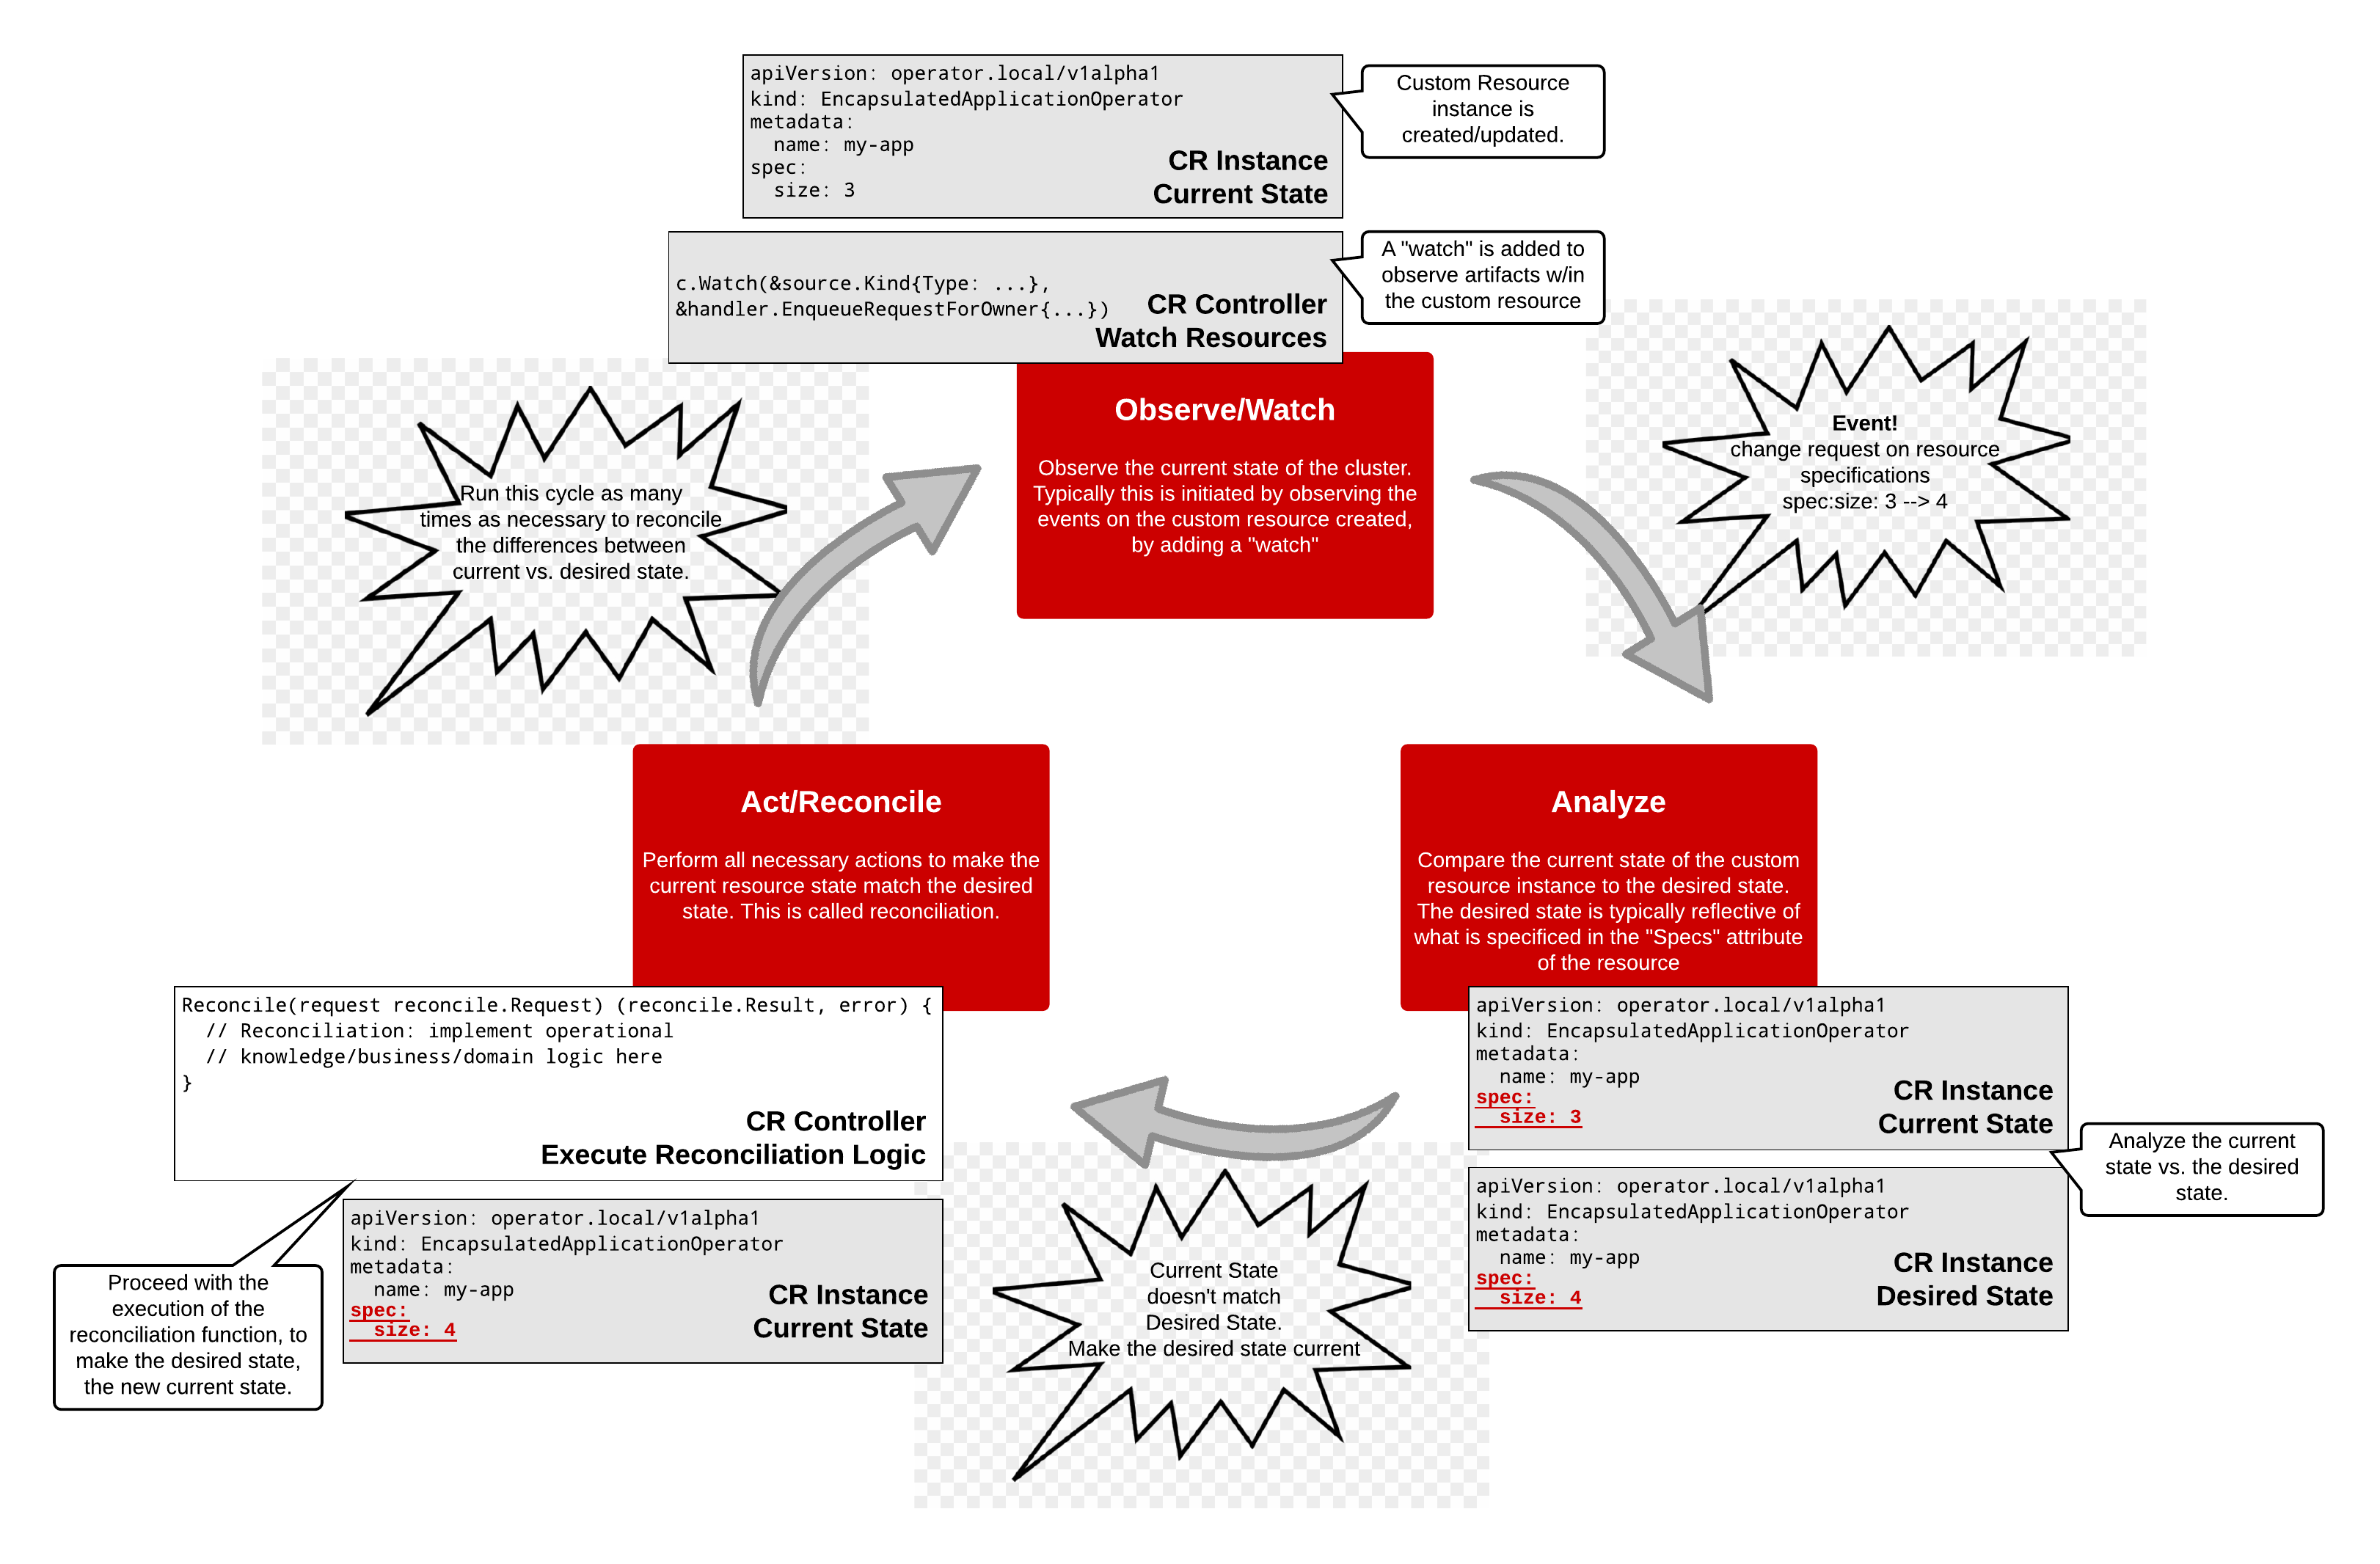 apiVersion: operator.local/v1alpha1
kind: EncapsulatedApplicationOperator
metadata:
  name: my-app
spec:
  size: 3
CR Instance
Current State
Custom Resource
instance is
created/updated.
c.Watch(&source.Kind{Type: ...},
&handler.EnqueueRequestForOwner{...})
CR Controller
Watch Resources
A "watch" is added to
observe artifacts w/in
the custom resource
Observe/Watch
Observe the current state of the cluster.
Typically this is initiated by observing the
events on the custom resource created,
by adding a "watch"
Event!
change request on resource
specifications
spec:size: 3 --> 4
Run this cycle as many
times as necessary to reconcile
the differences between
current vs. desired state.
Act/Reconcile
Perform all necessary actions to make the
current resource state match the desired
state. This is called reconciliation.
Analyze
Compare the current state of the custom
resource instance to the desired state.
The desired state is typically reflective of
what is specificed in the "Specs" attribute
of the resource
Reconcile(request reconcile.Request) (reconcile.Result, error) {
  // Reconciliation: implement operational
  // knowledge/business/domain logic here
}
CR Controller
Execute Reconciliation Logic
apiVersion: operator.local/v1alpha1
kind: EncapsulatedApplicationOperator
metadata:
  name: my-app
spec:
  size: 3
CR Instance
Current State
Analyze the current
state vs. the desired
state.
apiVersion: operator.local/v1alpha1
kind: EncapsulatedApplicationOperator
metadata:
  name: my-app
spec:
  size: 4
CR Instance
Desired State
apiVersion: operator.local/v1alpha1
kind: EncapsulatedApplicationOperator
metadata:
  name: my-app
spec:
  size: 4
CR Instance
Current State
Proceed with the
execution of the
reconciliation function, to
make the desired state,
the new current state.
Current State
doesn't match
Desired State.
Make the desired state current